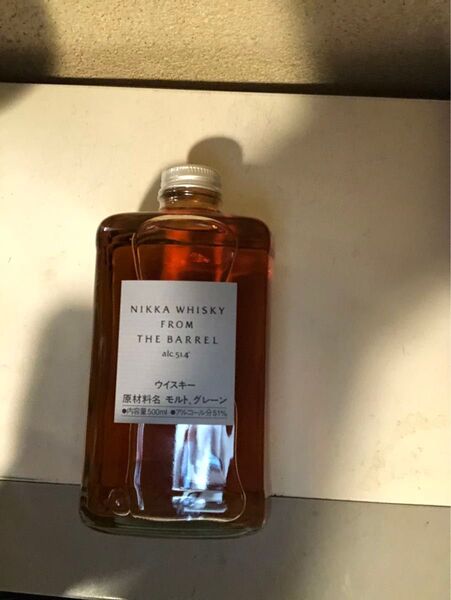 NIKKA WHISKY
FROM
THE BARREL
alc.51.4°
ウイスキー
原材料名 モルト、グレーン
●内容量500ml ●アルコール分51%